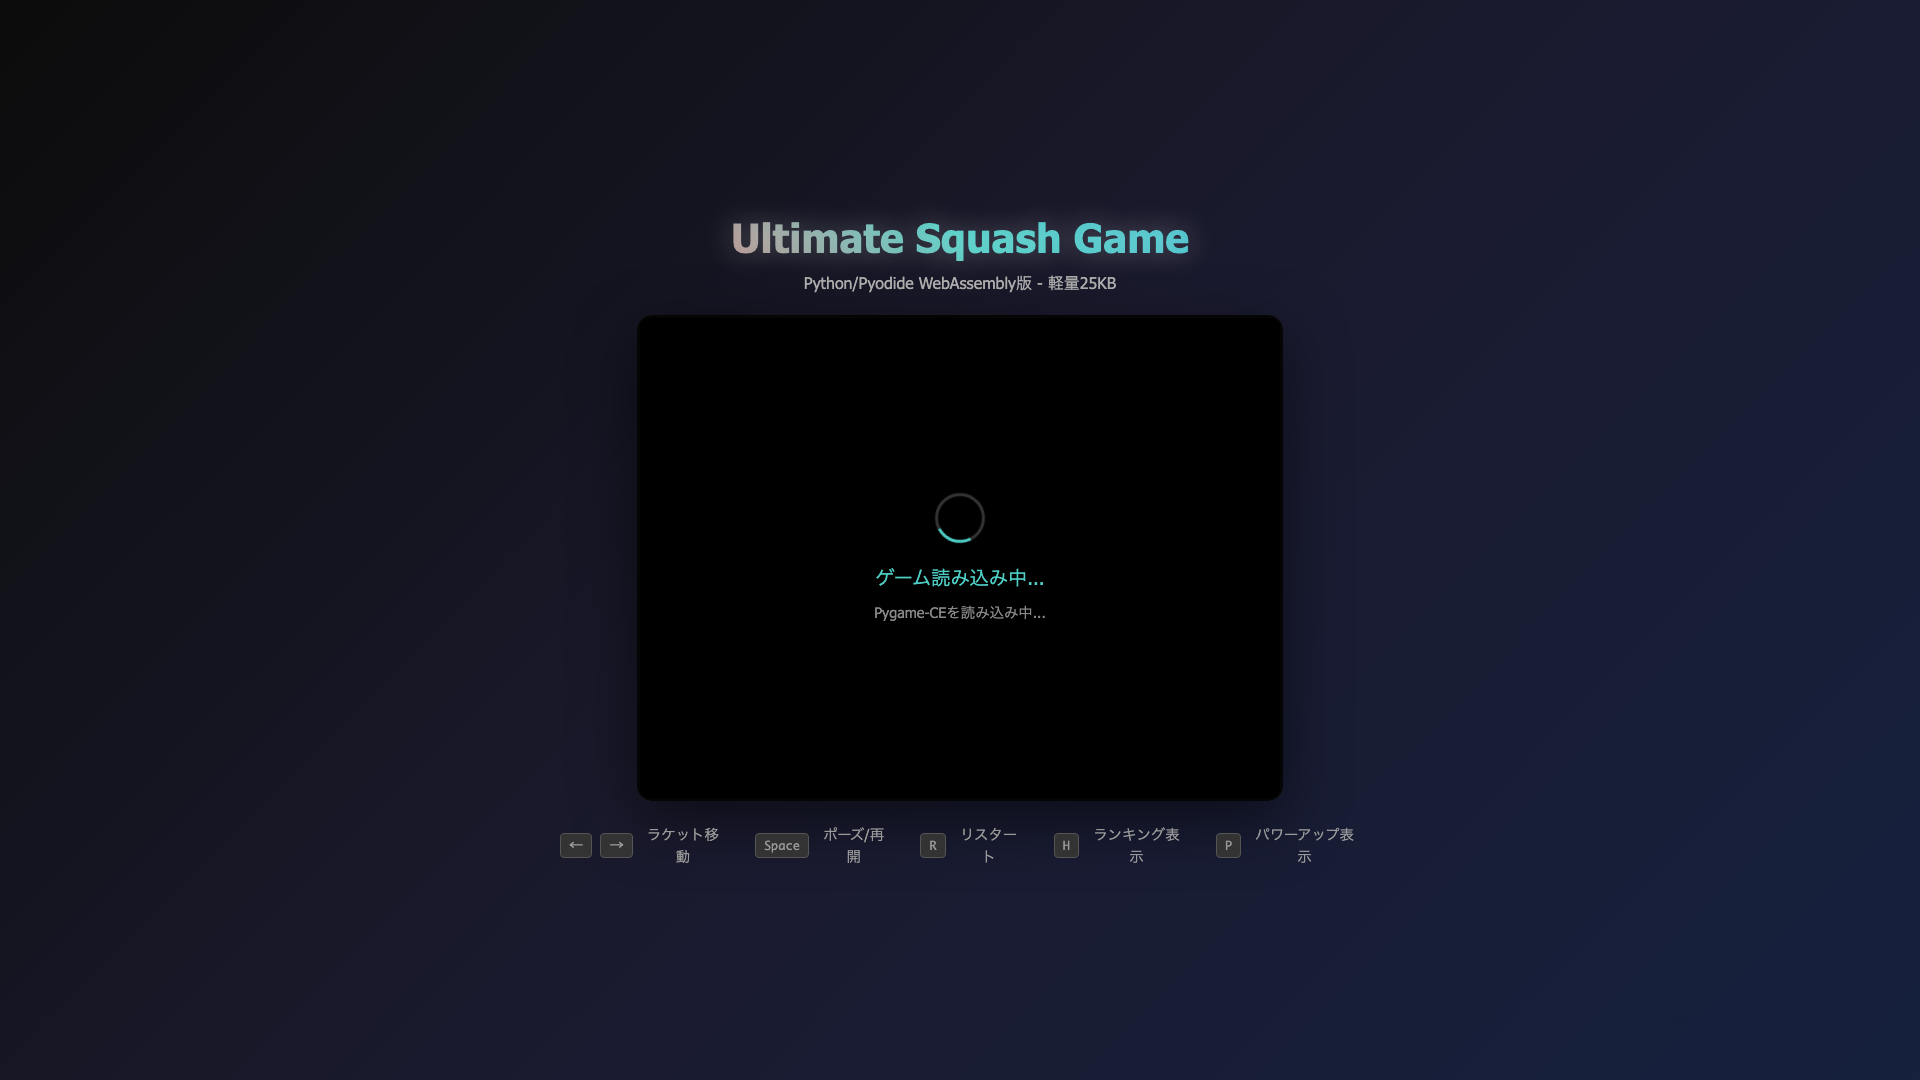 Ultimate Squash Game
Python/Pyodide WebAssembly版 - 軽量25KB
ゲーム読み込み中...
Pygame-CEを読み込み中...
← → ラケット移
動
Space ポーズ/再
開
R リスター
ト
H ランキング表
示
P パワーアップ表
示